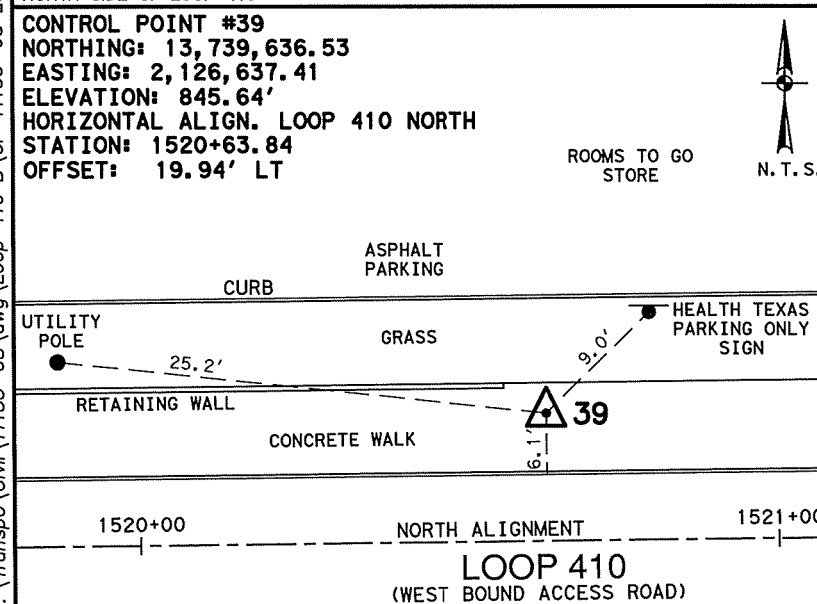 CONTROL POINT #39
NORTHING: 13,739,636.53
EASTING: 2,126,637.41
ELEVATION: 845.64'
HORIZONTAL ALIGN. LOOP 410 NORTH
STATION: 1520+63.84
OFFSET: 19.94' LT
ROOMS TO GO
STORE
N.T.S.
ASPHALT
PARKING
CURB
UTILITY
POLE
GRASS
HEALTH TEXAS
PARKING ONLY
SIGN
25.2'
9.0'
RETAINING WALL
39
CONCRETE WALK
6.1'
1520+00
NORTH ALIGNMENT
1521+00
LOOP 410
(WEST BOUND ACCESS ROAD)